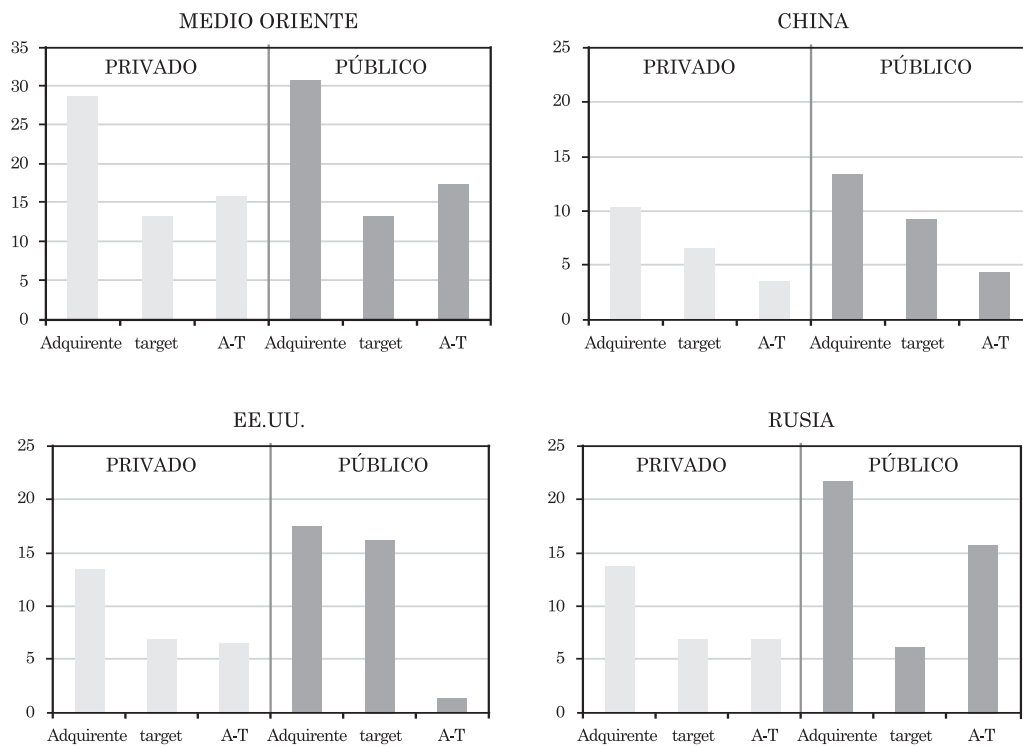 MEDIO ORIENTE
35
30
25
20
15
10
5
0
PRIVADO PÚBLICO
Adquirente target A-T Adquirente target A-T
CHINA
25
20
15
10
5
0
PRIVADO PÚBLICO
Adquirente target A-T Adquirente target A-T
EE.UU.
25
20
15
10
5
0
PRIVADO PÚBLICO
Adquirente target A-T Adquirente target A-T
RUSIA
25
20
15
10
5
0
PRIVADO PÚBLICO
Adquirente target A-T Adquirente target A-T